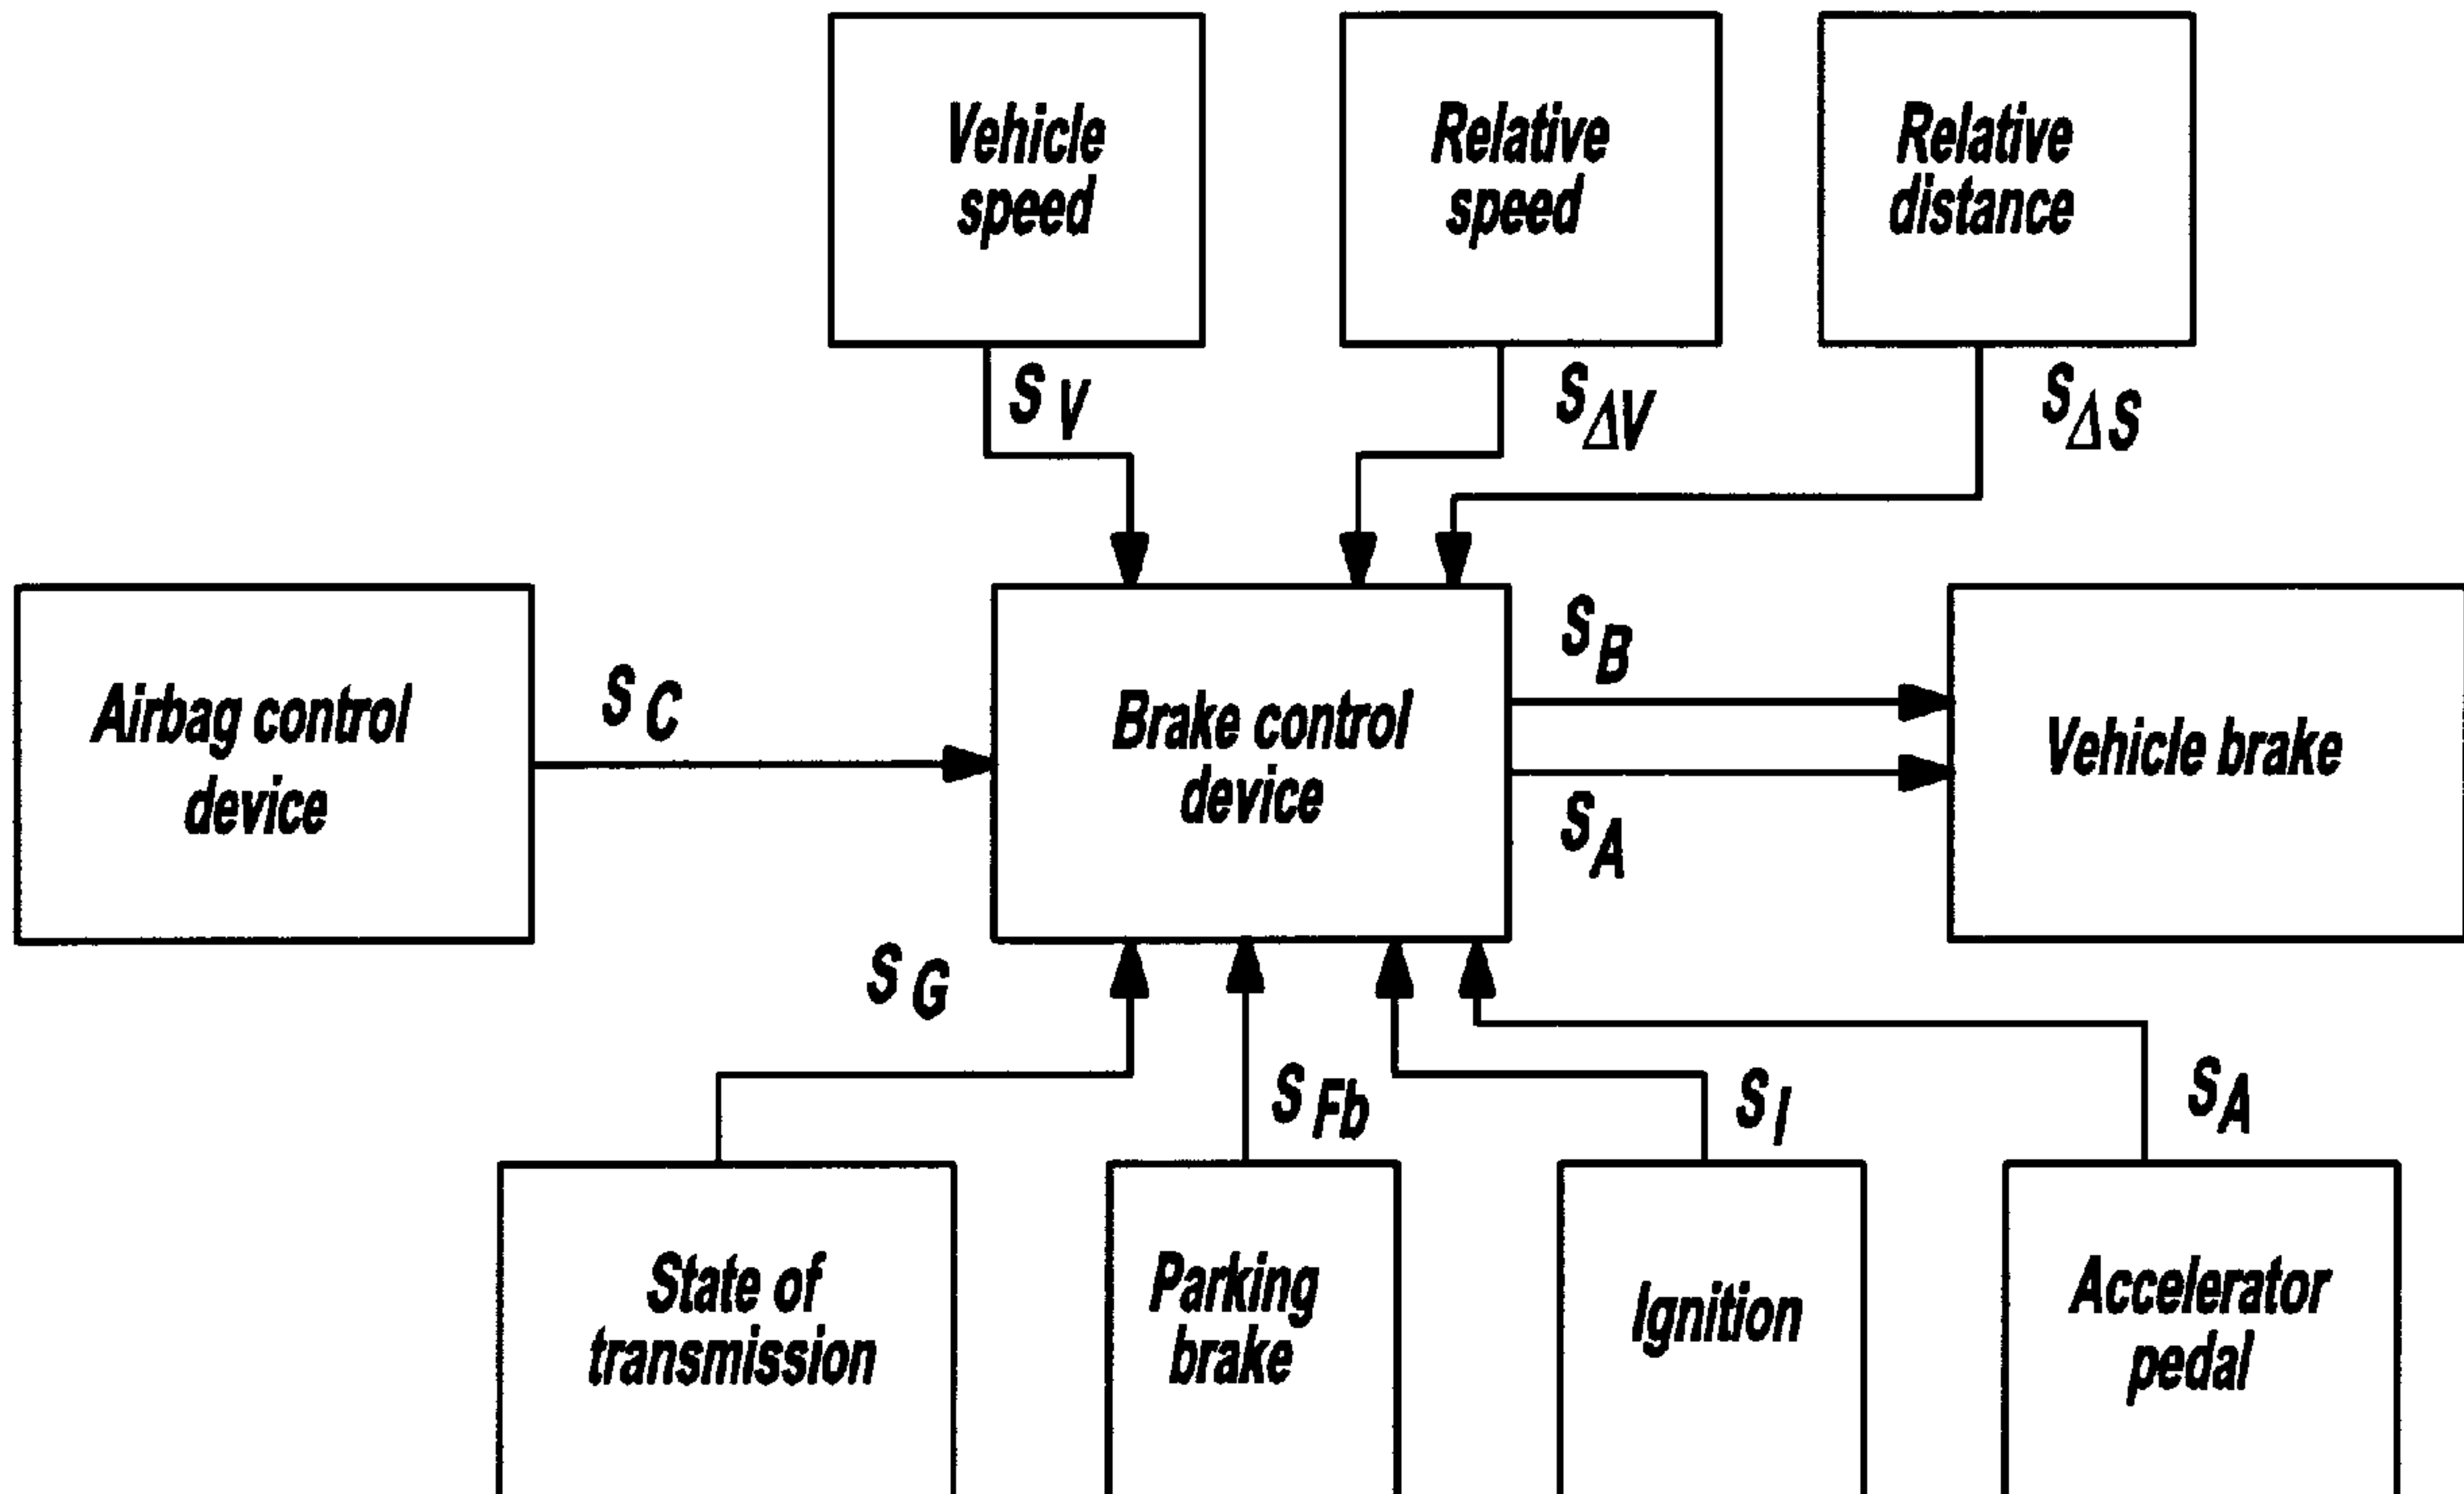 Vehicle
speed
Relative
speed
Relative
distance
S V
S ΔV
S ΔS
Airbag control
device
S C
Brake control
device
S B
S A
Vehicle brake
S G
S Fb
S I
S A
State of
transmission
Parking
brake
Ignition
Accelerator
pedal